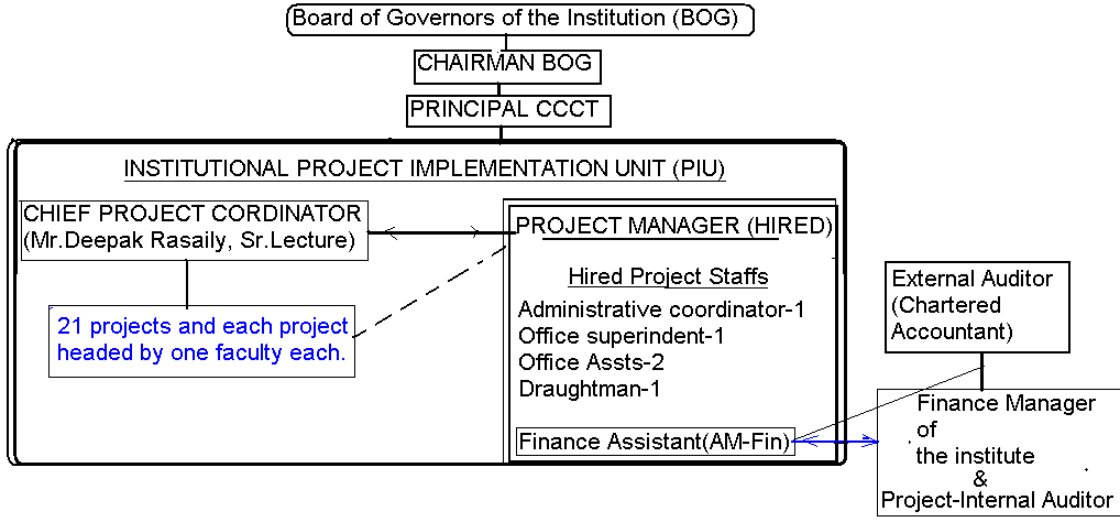 Board of Governors of the Institution (BOG)
CHAIRMAN BOG
PRINCIPAL CCCT
INSTITUTIONAL PROJECT IMPLEMENTATION UNIT (PIU)
CHIEF PROJECT CORDINATOR
(Mr.Deepak Rasaily, Sr.Lecture)
21 projects and each project
headed by one faculty each.
PROJECT MANAGER (HIRED)
Hired Project Staffs
Administrative coordinator-1
Office superindent-1
Office Assts-2
Draughtman-1
Finance Assistant(AM-Fin)
External Auditor
(Chartered
Accountant)
Finance Manager
of
the institute
&
Project-Internal Auditor